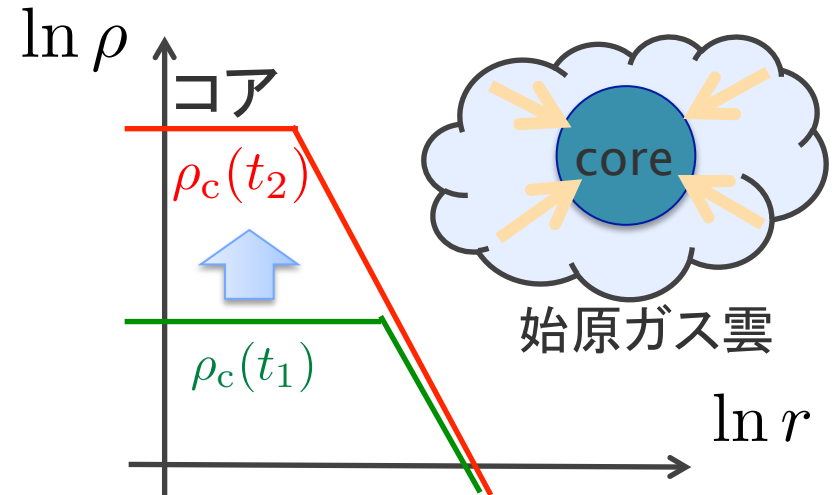 ln ρ
コア
ρc(t2)
ρc(t1)
ln r
core
始原ガス雲